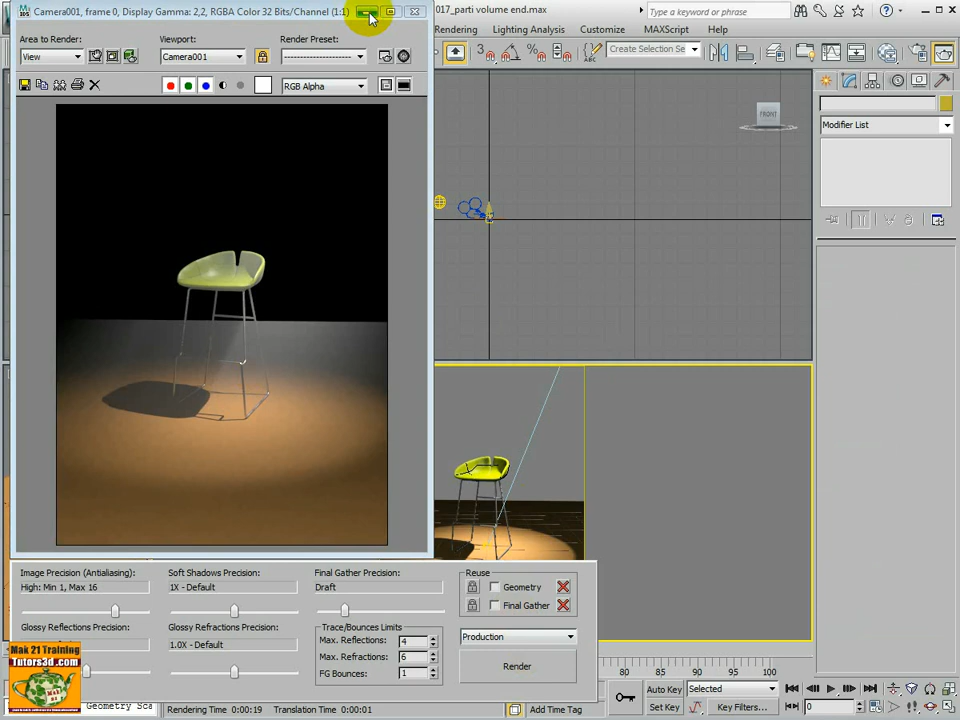 Camera001, frame 0, Display Gamma: 2,2, RGBA Color 32 Bits/Channel (1:1)
017_parti volume end.max
Type a keyword or phrase
Rendering
Lighting Analysis
Customize
MAXScript
Help
Area to Render:
Viewport:
Render Preset:
View
Camera001
Create Selection Se
RGB Alpha
FRONT
Modifier List
Image Precision (Antialiasing):
Soft Shadows Precision:
Final Gather Precision:
Reuse
High: Min 1, Max 16
1X - Default
Draft
Geometry
Final Gather
Glossy Reflections Precision:
Glossy Refractions Precision:
Trace/Bounces Limits
1.0X - Default
Max. Reflections: 4
Production
Max. Refractions: 6
FG Bounces: 1
Render
Mak 21 Training
Tutors3d.com
80 85 90 95 100
Auto Key
Selected
Set Key
Key Filters...
0
Rendering Time 0:00:19
Translation Time 0:00:01
Add Time Tag